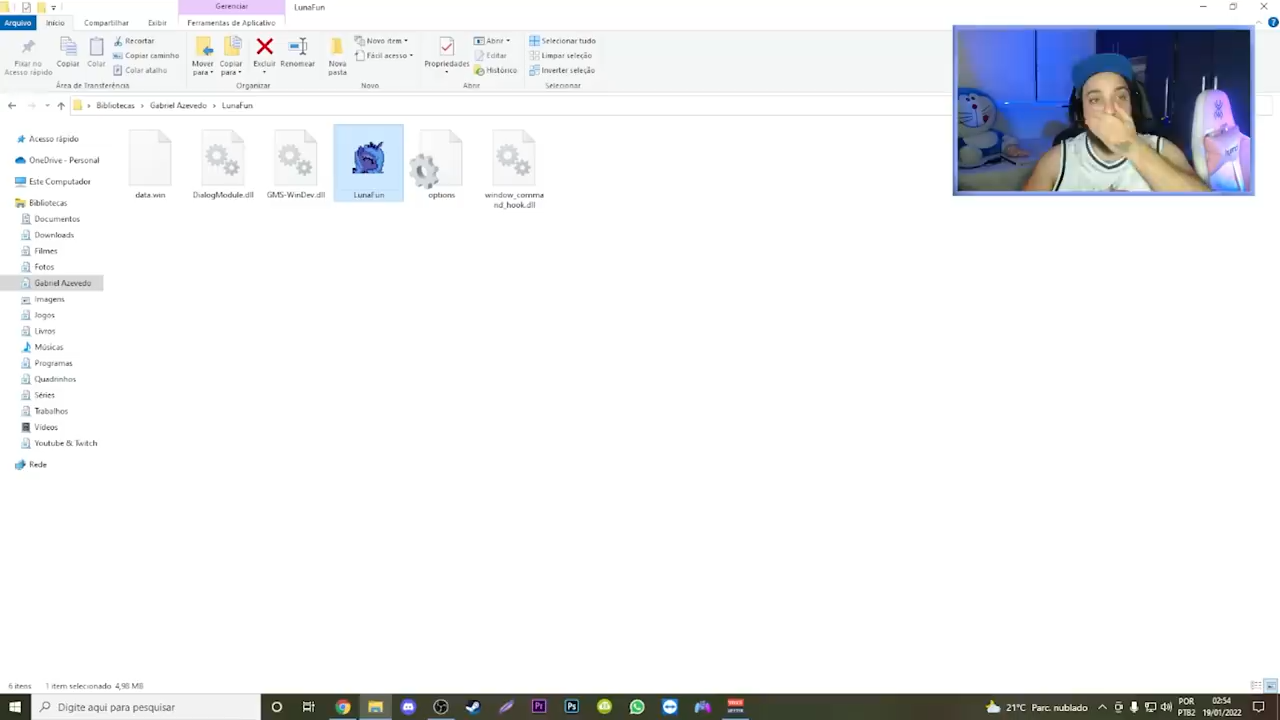 Gerenciar
LunaFun
Arquivo
Início
Compartilhar
Exibir
Ferramentas de Aplicativo
Fixar no
Acesso rápido
Copiar
Colar
Recortar
Copiar caminho
Colar atalho
Área de Transferência
Mover
para
Copiar
para
Excluir
Renomear
Organizar
Nova
pasta
Novo item
Fácil acesso
Novo
Propriedades
Abrir
Editar
Histórico
Abrir
Selecionar tudo
Limpar seleção
Inverter seleção
Selecionar
Bibliotecas
Gabriel Azevedo
LunaFun
Acesso rápido
OneDrive - Personal
Este Computador
Bibliotecas
Documentos
Downloads
Filmes
Fotos
Gabriel Azevedo
Imagens
Jogos
Livros
Músicas
Programas
Quadrinhos
Séries
Trabalhos
Vídeos
Youtube & Twitch
Rede
data.win
DialogModule.dll
GMS-WinDev.dll
LunaFun
options
window_comma
nd_hook.dll
6 itens
1 item selecionado 4,98 MB
Digite aqui para pesquisar
21°C Parc. nublado
POR
PTB2
02:54
19/01/2022